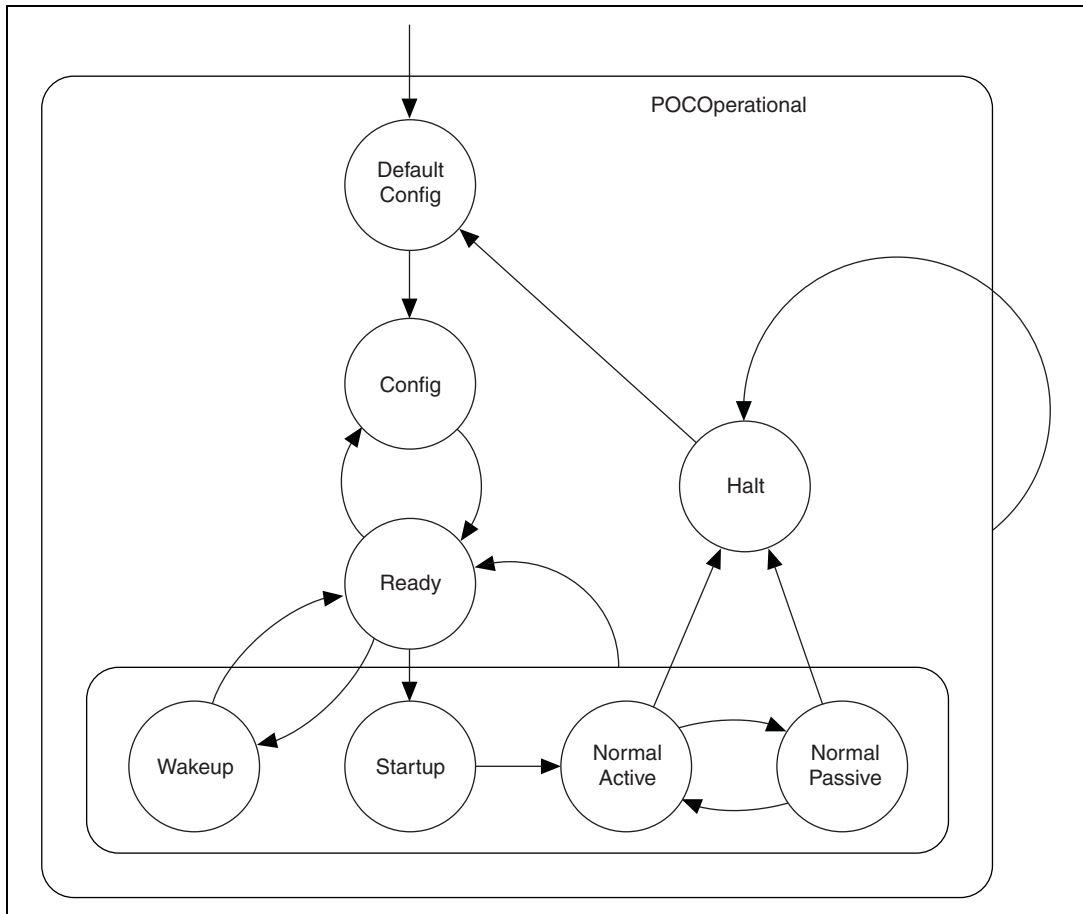 POCOperational
Default
Config
Config
Halt
Ready
Wakeup
Startup
Normal
Active
Normal
Passive